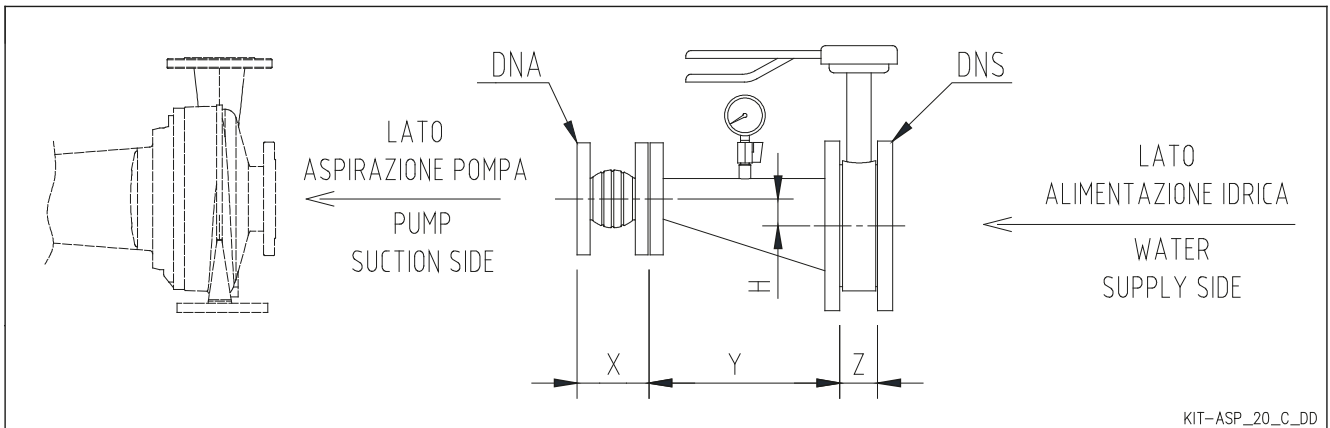 DNA
DNS
LATO
ASPIRAZIONE POMPA
PUMP
SUCTION SIDE
LATO
ALIMENTAZIONE IDRICA
WATER
SUPPLY SIDE
H
X
Y
Z
KIT-ASP_20_C_DD